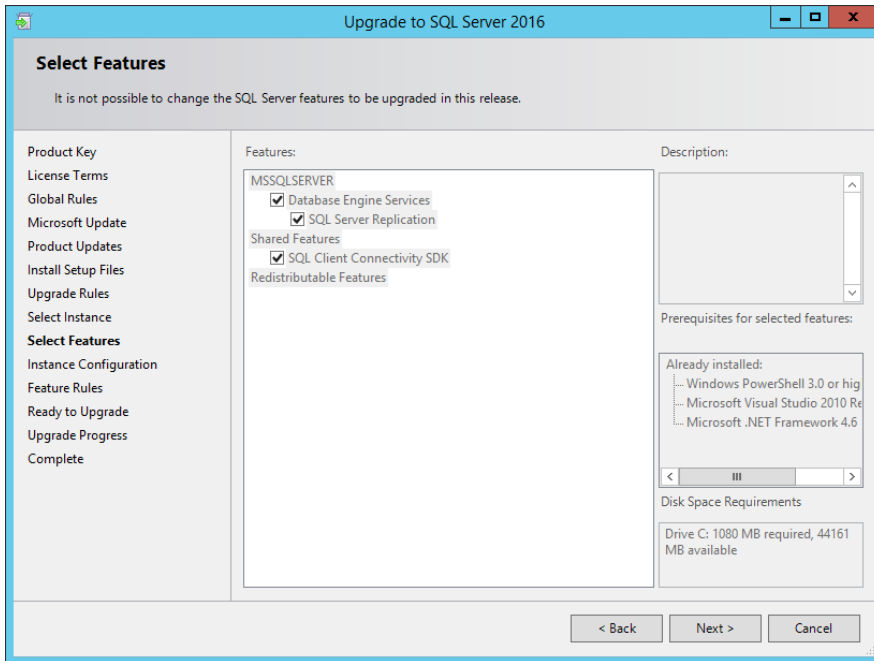 Upgrade to SQL Server 2016
Select Features
It is not possible to change the SQL Server features to be upgraded in this release.
Product Key
License Terms
Global Rules
Microsoft Update
Product Updates
Install Setup Files
Upgrade Rules
Select Instance
Select Features
Instance Configuration
Feature Rules
Ready to Upgrade
Upgrade Progress
Complete
Features:
MSSQLSERVER
Database Engine Services
SQL Server Replication
Shared Features
SQL Client Connectivity SDK
Redistributable Features
Description:
Prerequisites for selected features:
Already installed:
Windows PowerShell 3.0 or hig
Microsoft Visual Studio 2010 Re
Microsoft .NET Framework 4.6
Disk Space Requirements
Drive C: 1080 MB required, 44161
MB available
< Back
Next >
Cancel